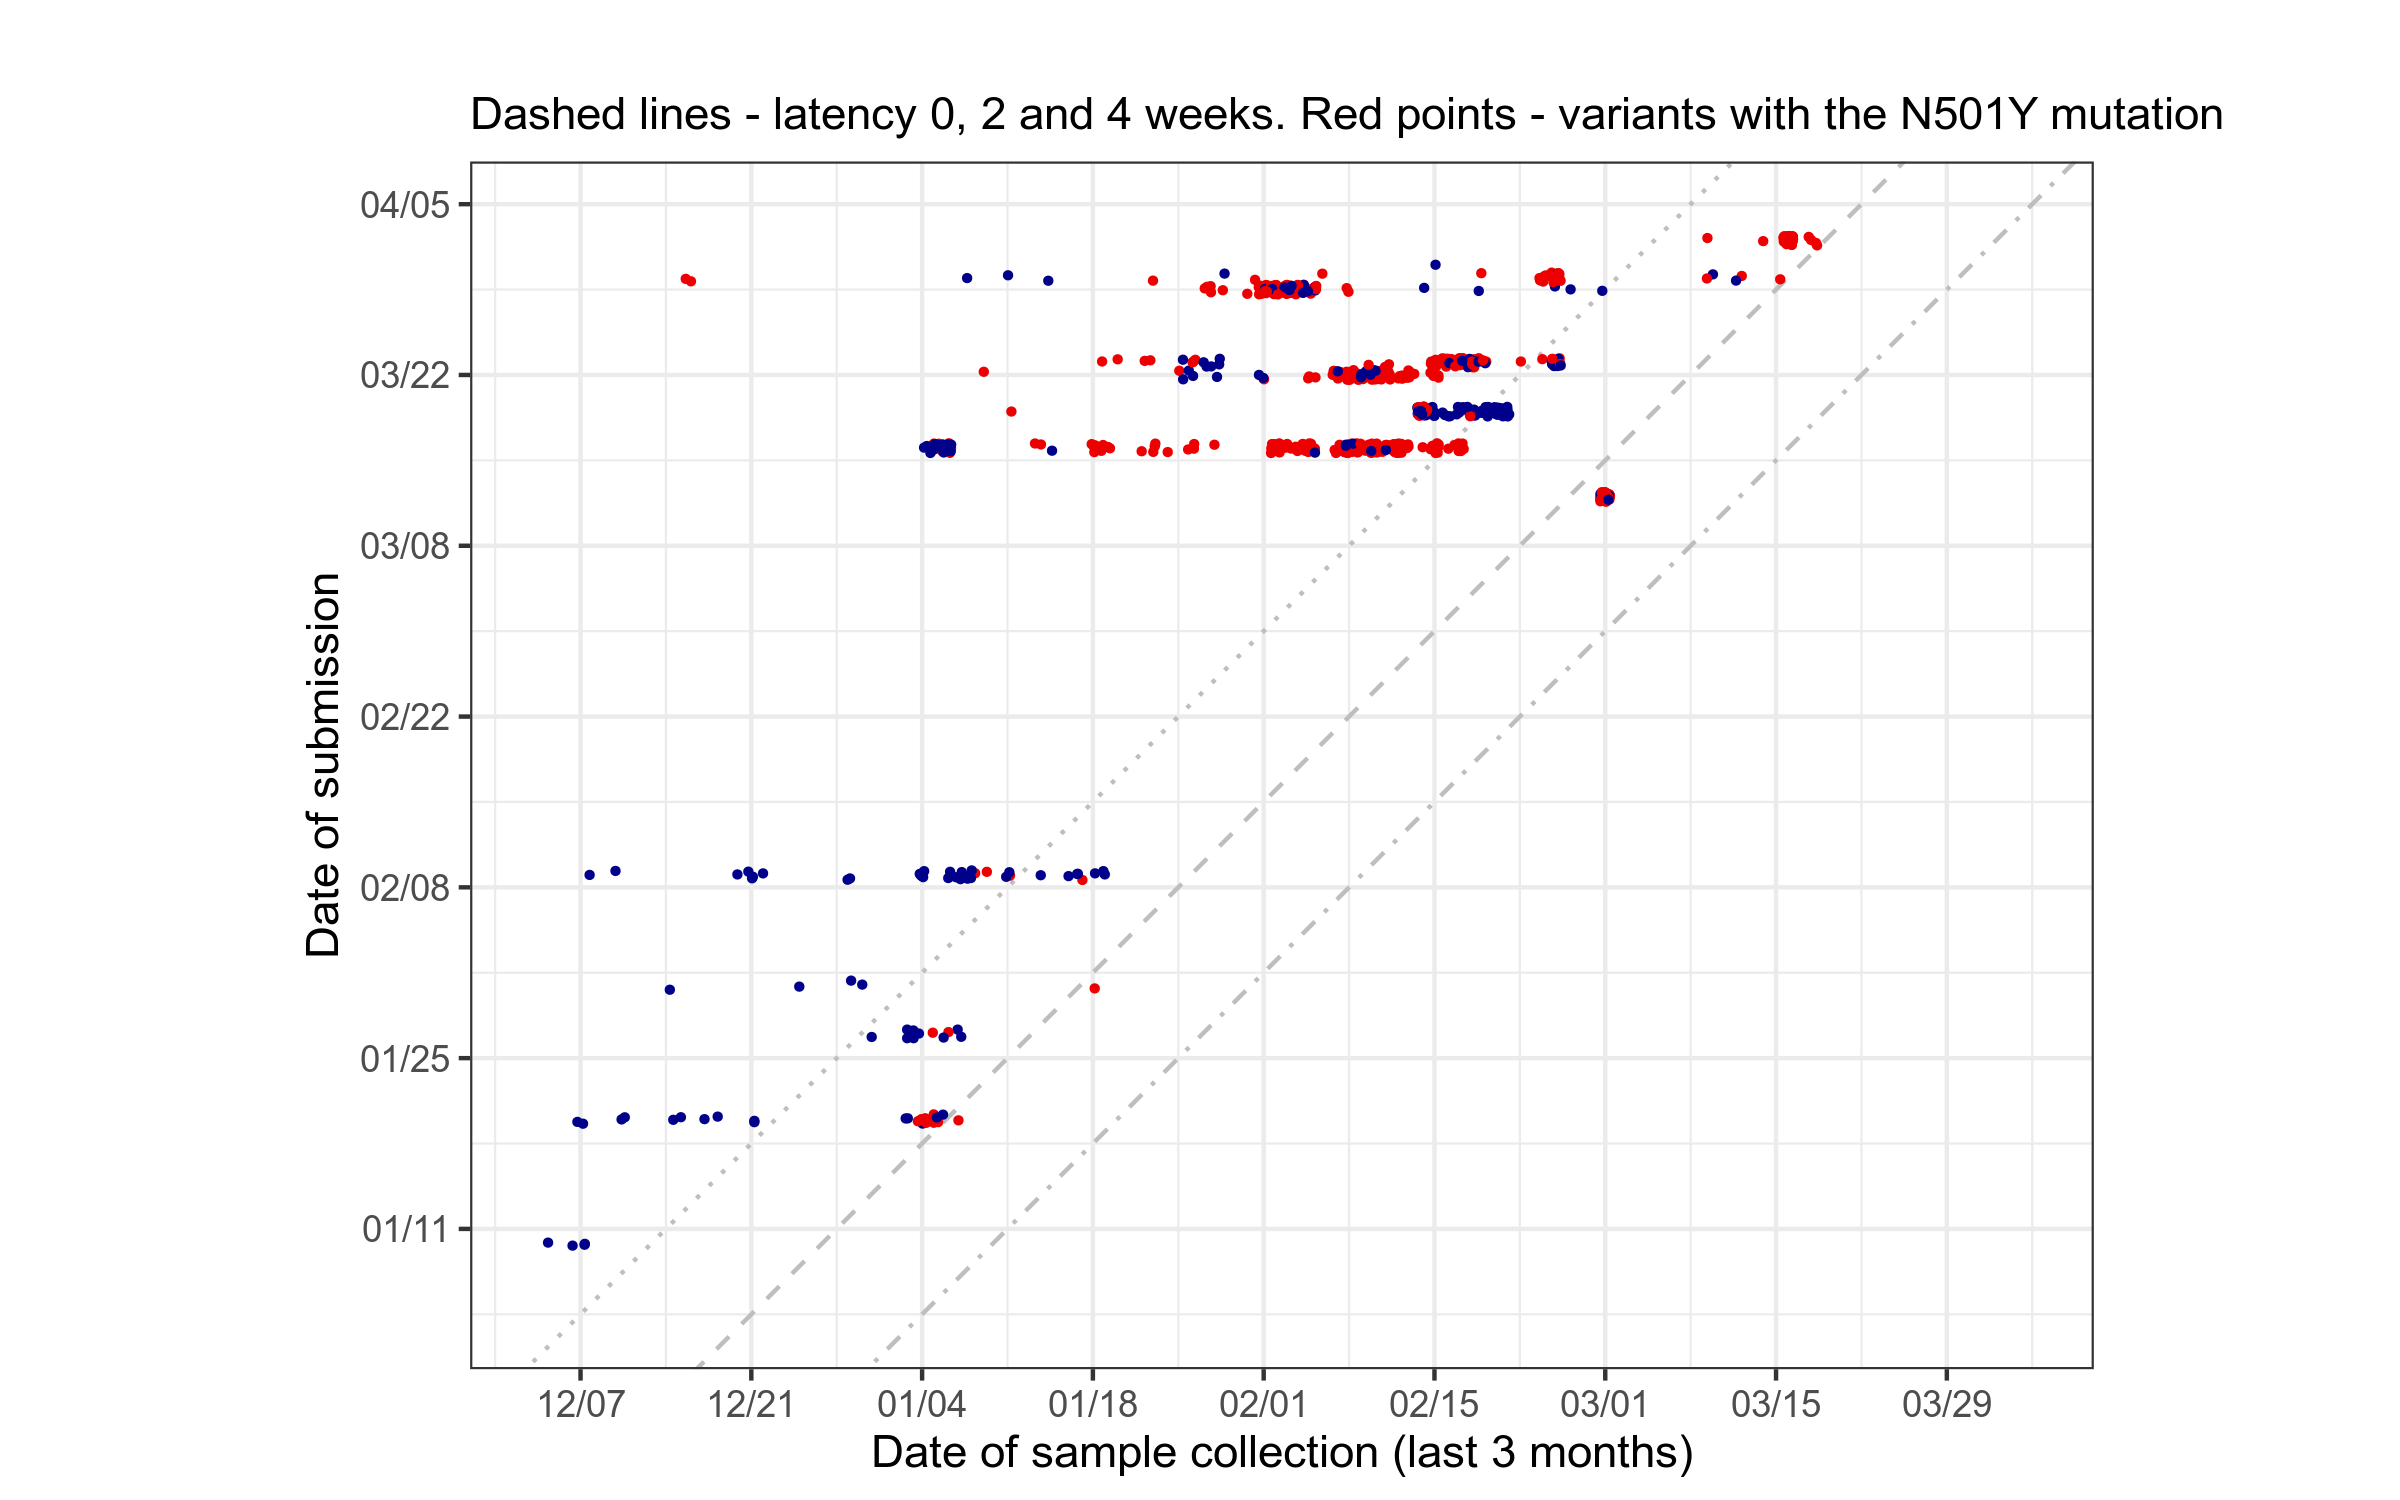 Dashed lines - latency 0, 2 and 4 weeks. Red points - variants with the N501Y mutation
04/05
03/22
03/08
02/22
02/08
01/25
01/11
Date of submission
12/07 12/21 01/04 01/18 02/01 02/15 03/01 03/15 03/29
Date of sample collection (last 3 months)